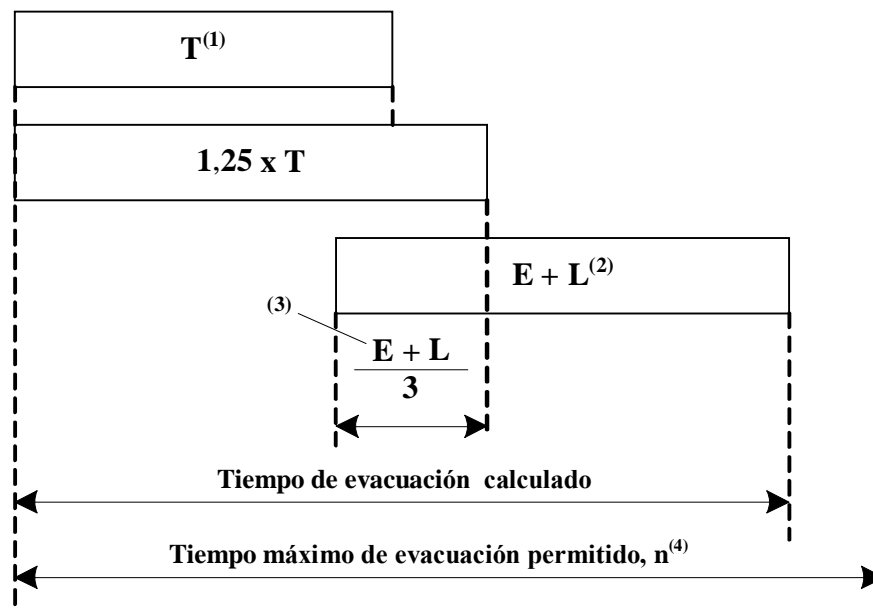 T(1)
1,25 x T
E + L(2)
(3)
E + L
3
Tiempo de evacuación calculado
Tiempo máximo de evacuación permitido, n(4)